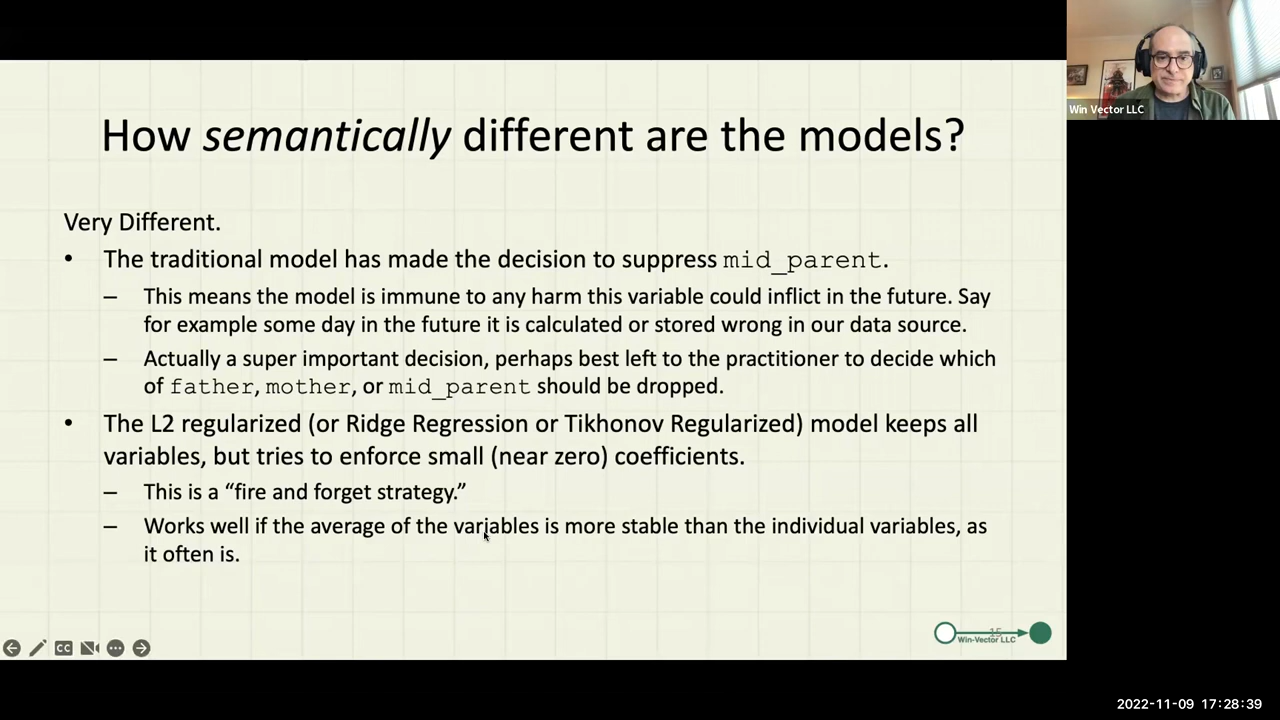 How semantically different are the models?
Very Different.
• The traditional model has made the decision to suppress mid_parent.
– This means the model is immune to any harm this variable could inflict in the future. Say
for example some day in the future it is calculated or stored wrong in our data source.
– Actually a super important decision, perhaps best left to the practitioner to decide which
of father, mother, or mid_parent should be dropped.
• The L2 regularized (or Ridge Regression or Tikhonov Regularized) model keeps all
variables, but tries to enforce small (near zero) coefficients.
– This is a “fire and forget strategy.”
– Works well if the average of the variables is more stable than the individual variables, as
it often is.
CC
15
Win-Vector LLC
Win Vector LLC
2022-11-09 17:28:39